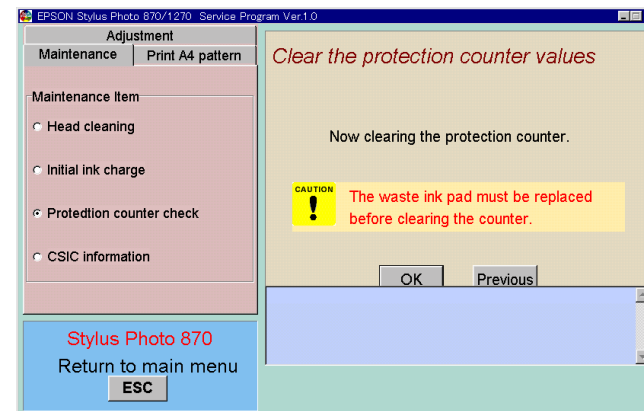 EPSON Stylus Photo 870/1270 Service Program Ver.1.0
Adjustment
Maintenance
Print A4 pattern
Maintenance Item
Head cleaning
Initial ink charge
Protedtion counter check
CSIC information
Stylus Photo 870
Return to main menu
ESC
Clear the protection counter values
Now clearing the protection counter.
CAUTION
The waste ink pad must be replaced
before clearing the counter.
OK
Previous